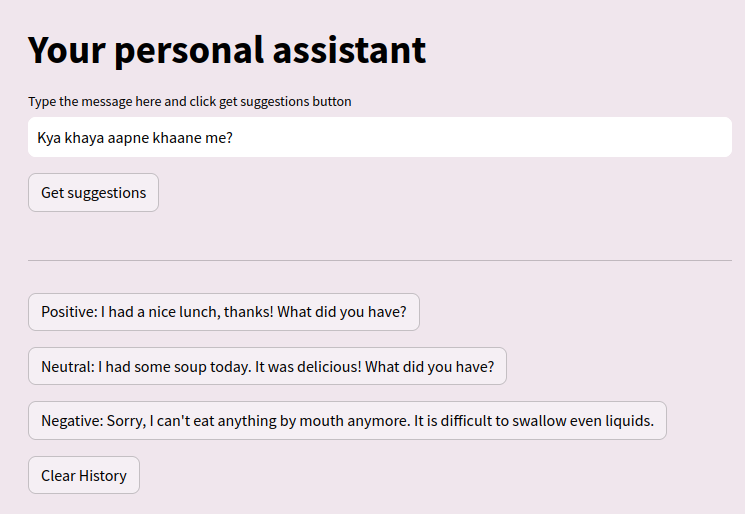 Your personal assistant
Type the message here and click get suggestions button
Kya khaya aapne khaane me?
Get suggestions
Positive: I had a nice lunch, thanks! What did you have?
Neutral: I had some soup today. It was delicious! What did you have?
Negative: Sorry, I can't eat anything by mouth anymore. It is difficult to swallow even liquids.
Clear History